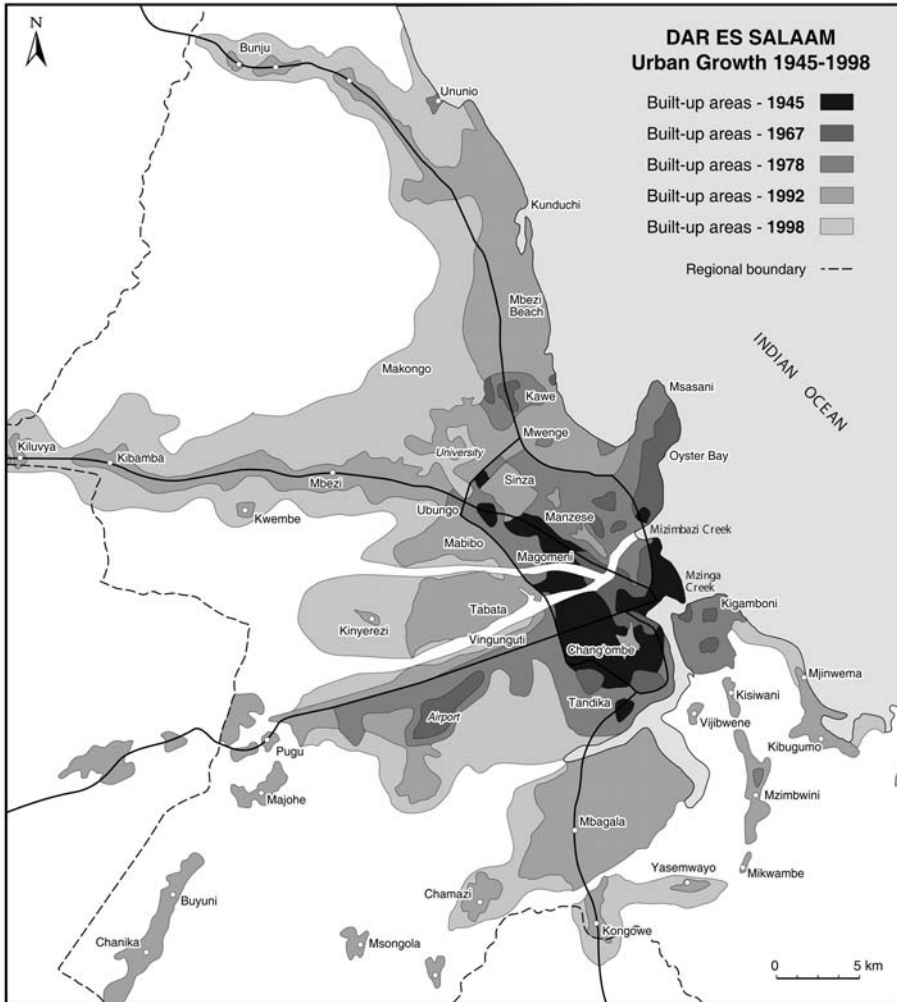 N
DAR ES SALAAM
Urban Growth 1945-1998
Built-up areas - 1945
Built-up areas - 1967
Built-up areas - 1978
Built-up areas - 1992
Built-up areas - 1998
Regional boundary
Bunju
Ununio
Kunduchi
Mbezi
Beach
INDIAN OCEAN
Makongo
Kawe
Msasani
Mwenge
University
Oyster Bay
Kiluvya
Kibamba
Mbezi
Sinza
Kwembe
Ubungo
Manzese
Mizimbazi Creek
Mabibo
Magomeni
Mzinga
Creek
Tabata
Kigamboni
Kinyerezi
Vingunguti
Chang'ombe
Mjinwema
Tandika
Kisiwani
Airport
Vijibwene
Pugu
Kibugumo
Majohe
Mzimbwini
Mbagala
Yasemwayo
Mikwambe
Chamazi
Buyuni
Kongowe
Msongola
Chanika
0 5 km